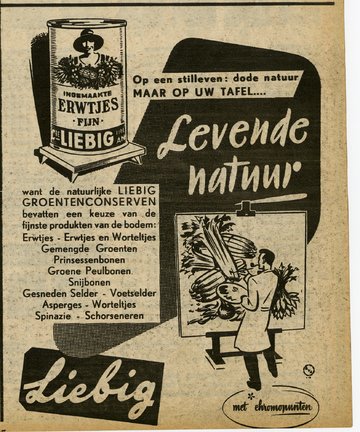 INGEMAAKTE
ERWTJES
- FIJN -
LIEBIG
Op een stilleven : dode natuur
MAAR OP UW TAFEL....
Levende
natuur
want de natuurlijke LIEBIG
GROENTENCONSERVEN
bevatten een keuze van de
fijnste produkten van de bodem:
Erwtjes - Erwtjes en Worteltjes
Gemengde Groenten
Prinsessenbonen
Groene Peulbonen
Snijbonen
Gesneden Selder - Voetselder
Asperges - Worteltjes
Spinazie - Schorseneren
Liebig
* met chromopunten